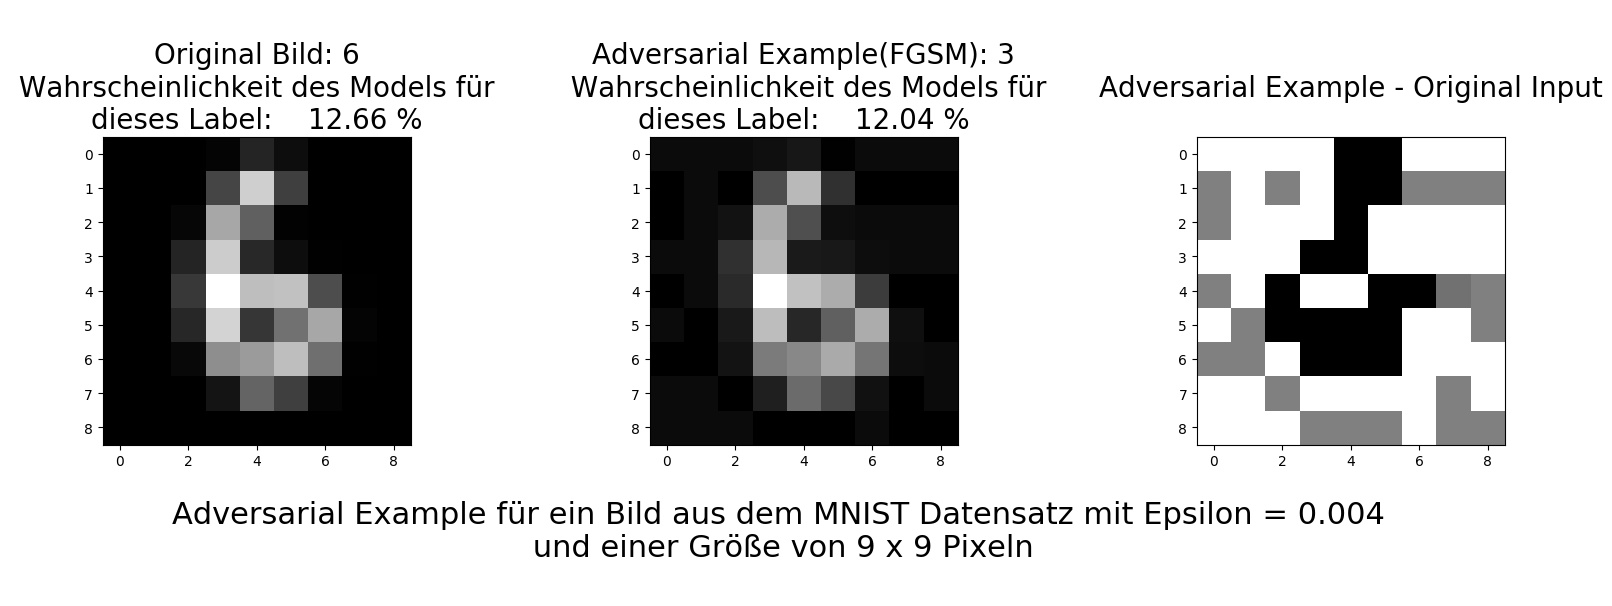 Original Bild: 6
Wahrscheinlichkeit des Models für
dieses Label: 12.66 %
Adversarial Example(FGSM): 3
Wahrscheinlichkeit des Models für
dieses Label: 12.04 %
Adversarial Example - Original Input
0
1
2
3
4
5
6
7
8
0 2 4 6 8
0
1
2
3
4
5
6
7
8
0 2 4 6 8
0
1
2
3
4
5
6
7
8
0 2 4 6 8
Adversarial Example für ein Bild aus dem MNIST Datensatz mit Epsilon = 0.004
und einer Größe von 9 x 9 Pixeln